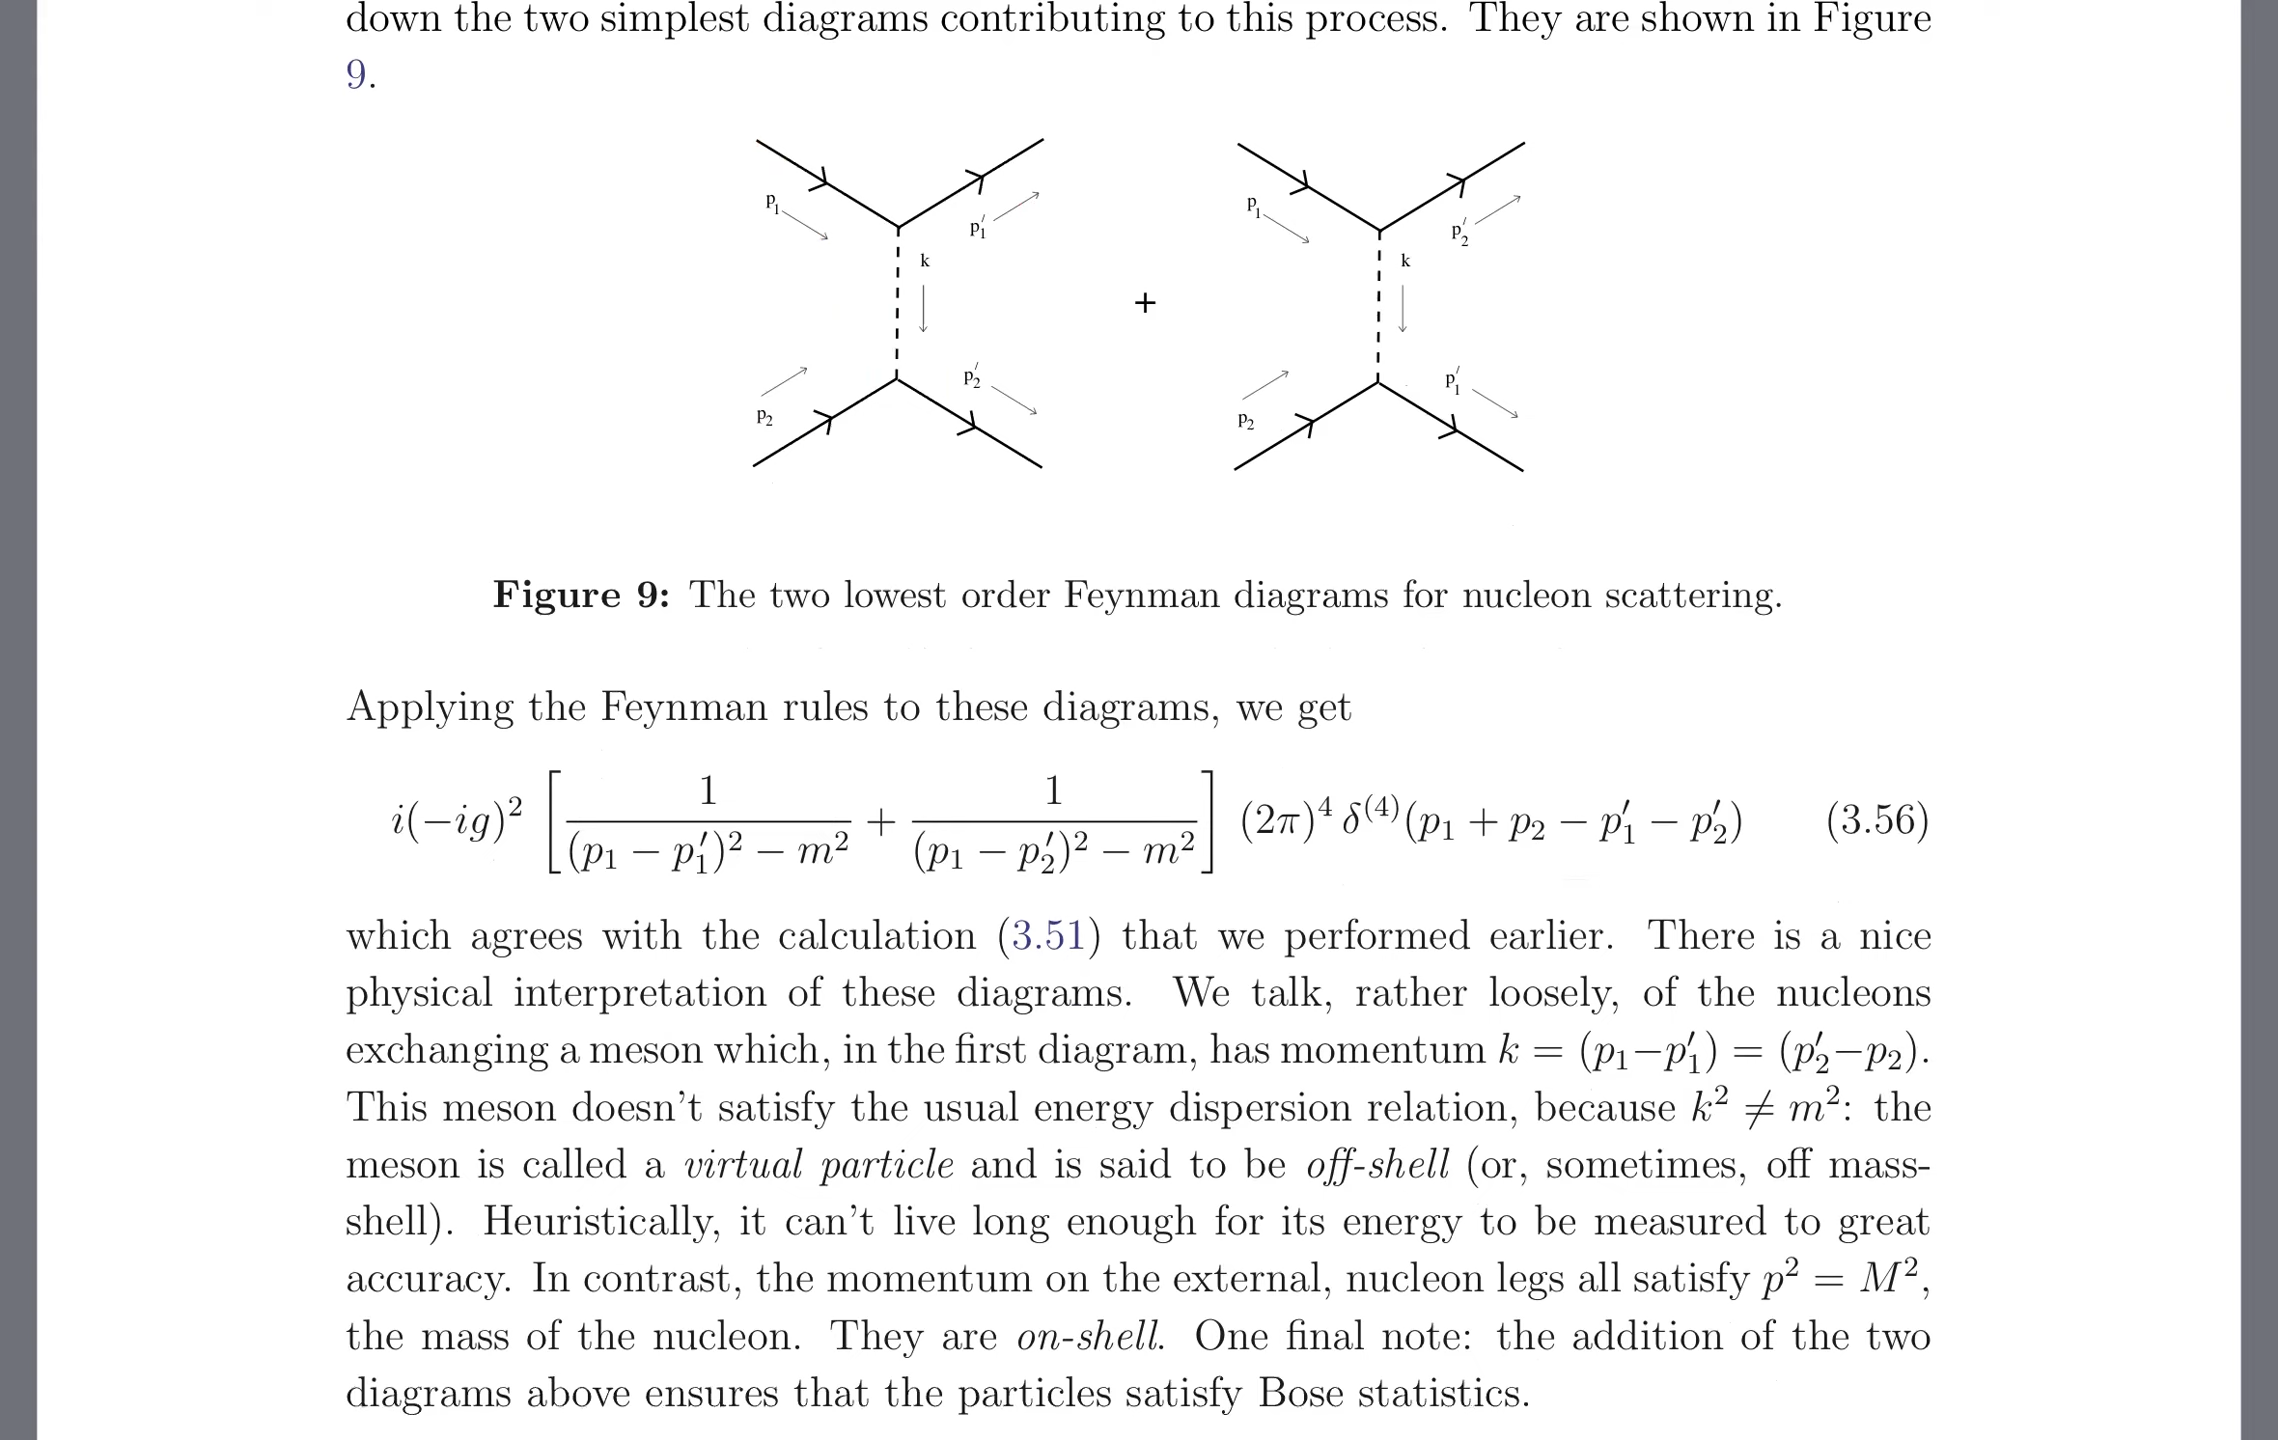 down the two simplest diagrams contributing to this process. They are shown in Figure
9.
p₁
p₁′
k
p₂
p₂′
+
p₁
p₂′
k
p₂
p₁′
Figure 9: The two lowest order Feynman diagrams for nucleon scattering.
Applying the Feynman rules to these diagrams, we get
i(−ig)² [ 1/((p₁ − p₁′)² − m²) + 1/((p₁ − p₂′)² − m²) ] (2π)⁴ δ⁽⁴⁾(p₁ + p₂ − p₁′ − p₂′) (3.56)
which agrees with the calculation (3.51) that we performed earlier. There is a nice
physical interpretation of these diagrams. We talk, rather loosely, of the nucleons
exchanging a meson which, in the first diagram, has momentum k = (p₁−p₁′) = (p₂′−p₂).
This meson doesn't satisfy the usual energy dispersion relation, because k² ≠ m²: the
meson is called a virtual particle and is said to be off-shell (or, sometimes, off mass-
shell). Heuristically, it can't live long enough for its energy to be measured to great
accuracy. In contrast, the momentum on the external, nucleon legs all satisfy p² = M²,
the mass of the nucleon. They are on-shell. One final note: the addition of the two
diagrams above ensures that the particles satisfy Bose statistics.